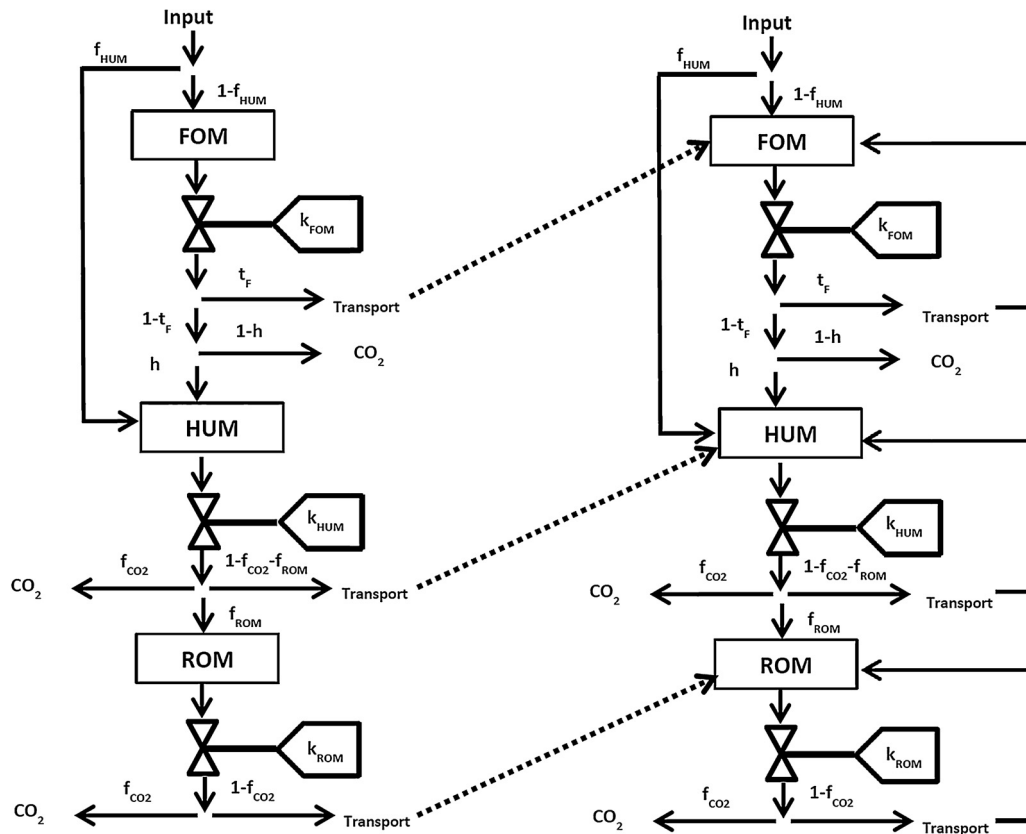 Input
f_HUM
1-f_HUM
FOM
k_FOM
t_F
Transport
1-t_F
1-h
CO_2
h
HUM
k_HUM
f_CO2
1-f_CO2-f_ROM
CO_2
Transport
f_ROM
ROM
k_ROM
f_CO2
1-f_CO2
CO_2
Transport
Input
f_HUM
1-f_HUM
FOM
k_FOM
t_F
Transport
1-t_F
1-h
CO_2
h
HUM
k_HUM
f_CO2
1-f_CO2-f_ROM
CO_2
Transport
f_ROM
ROM
k_ROM
f_CO2
1-f_CO2
CO_2
Transport